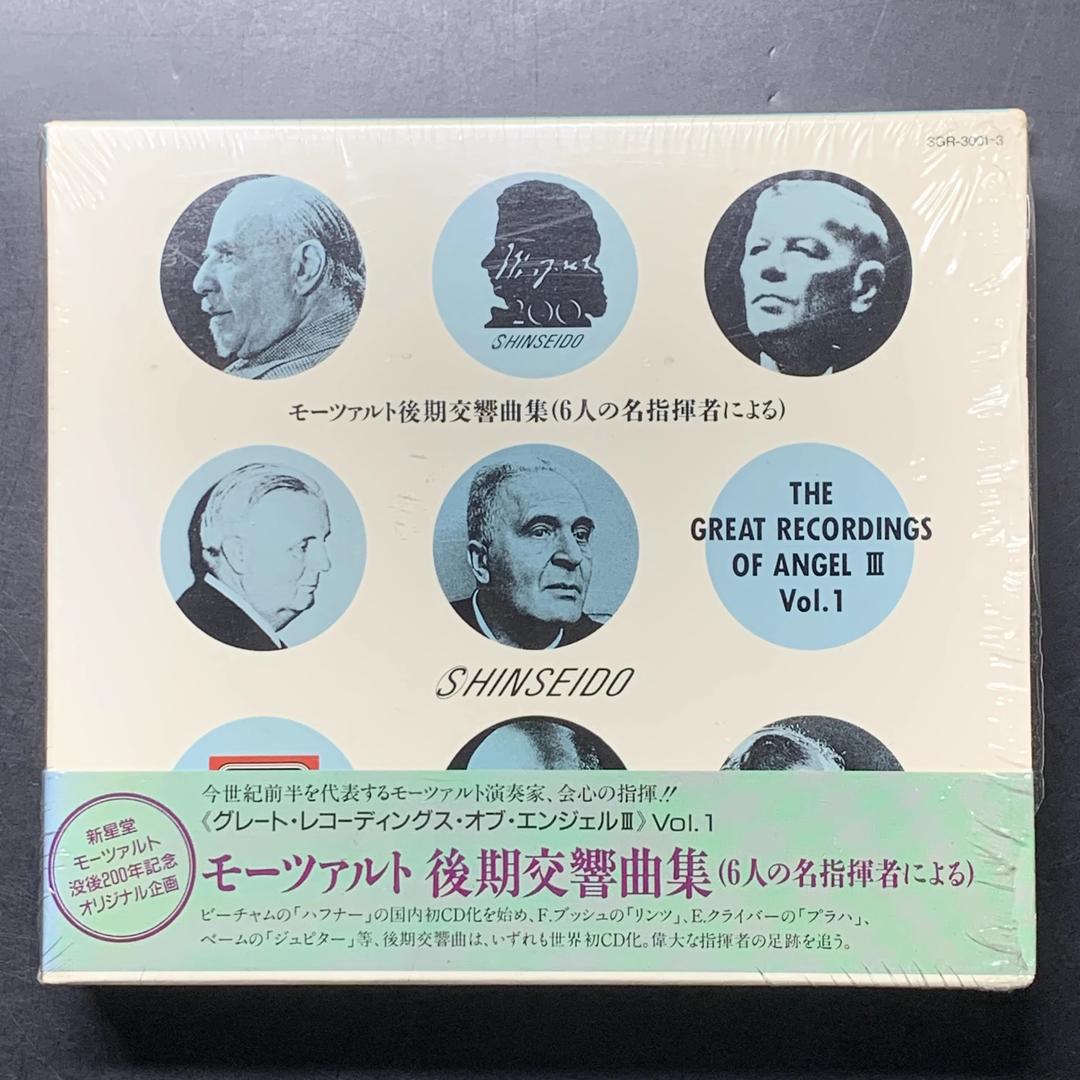 SGR-3001~3
200
SHINSEIDO
モーツァルト後期交響曲集(6人の名指揮者による)
THE
GREAT RECORDINGS
OF ANGEL III
Vol.1
SHINSEIDO
新星堂
モーツァルト
没後200年記念
オリジナル企画
今世紀前半を代表するモーツァルト演奏家、会心の指揮!!
《グレート・レコーディングス・オブ・エンジェルIII》Vol.1
モーツァルト 後期交響曲集(6人の名指揮者による)
ビーチャムの「ハフナー」の国内初CD化を始め、F.ブッシュの「リンツ」、E.クライバーの「プラハ」、
ベームの「ジュピター」等、後期交響曲は、いずれも世界初CD化。偉大な指揮者の足跡を追う。